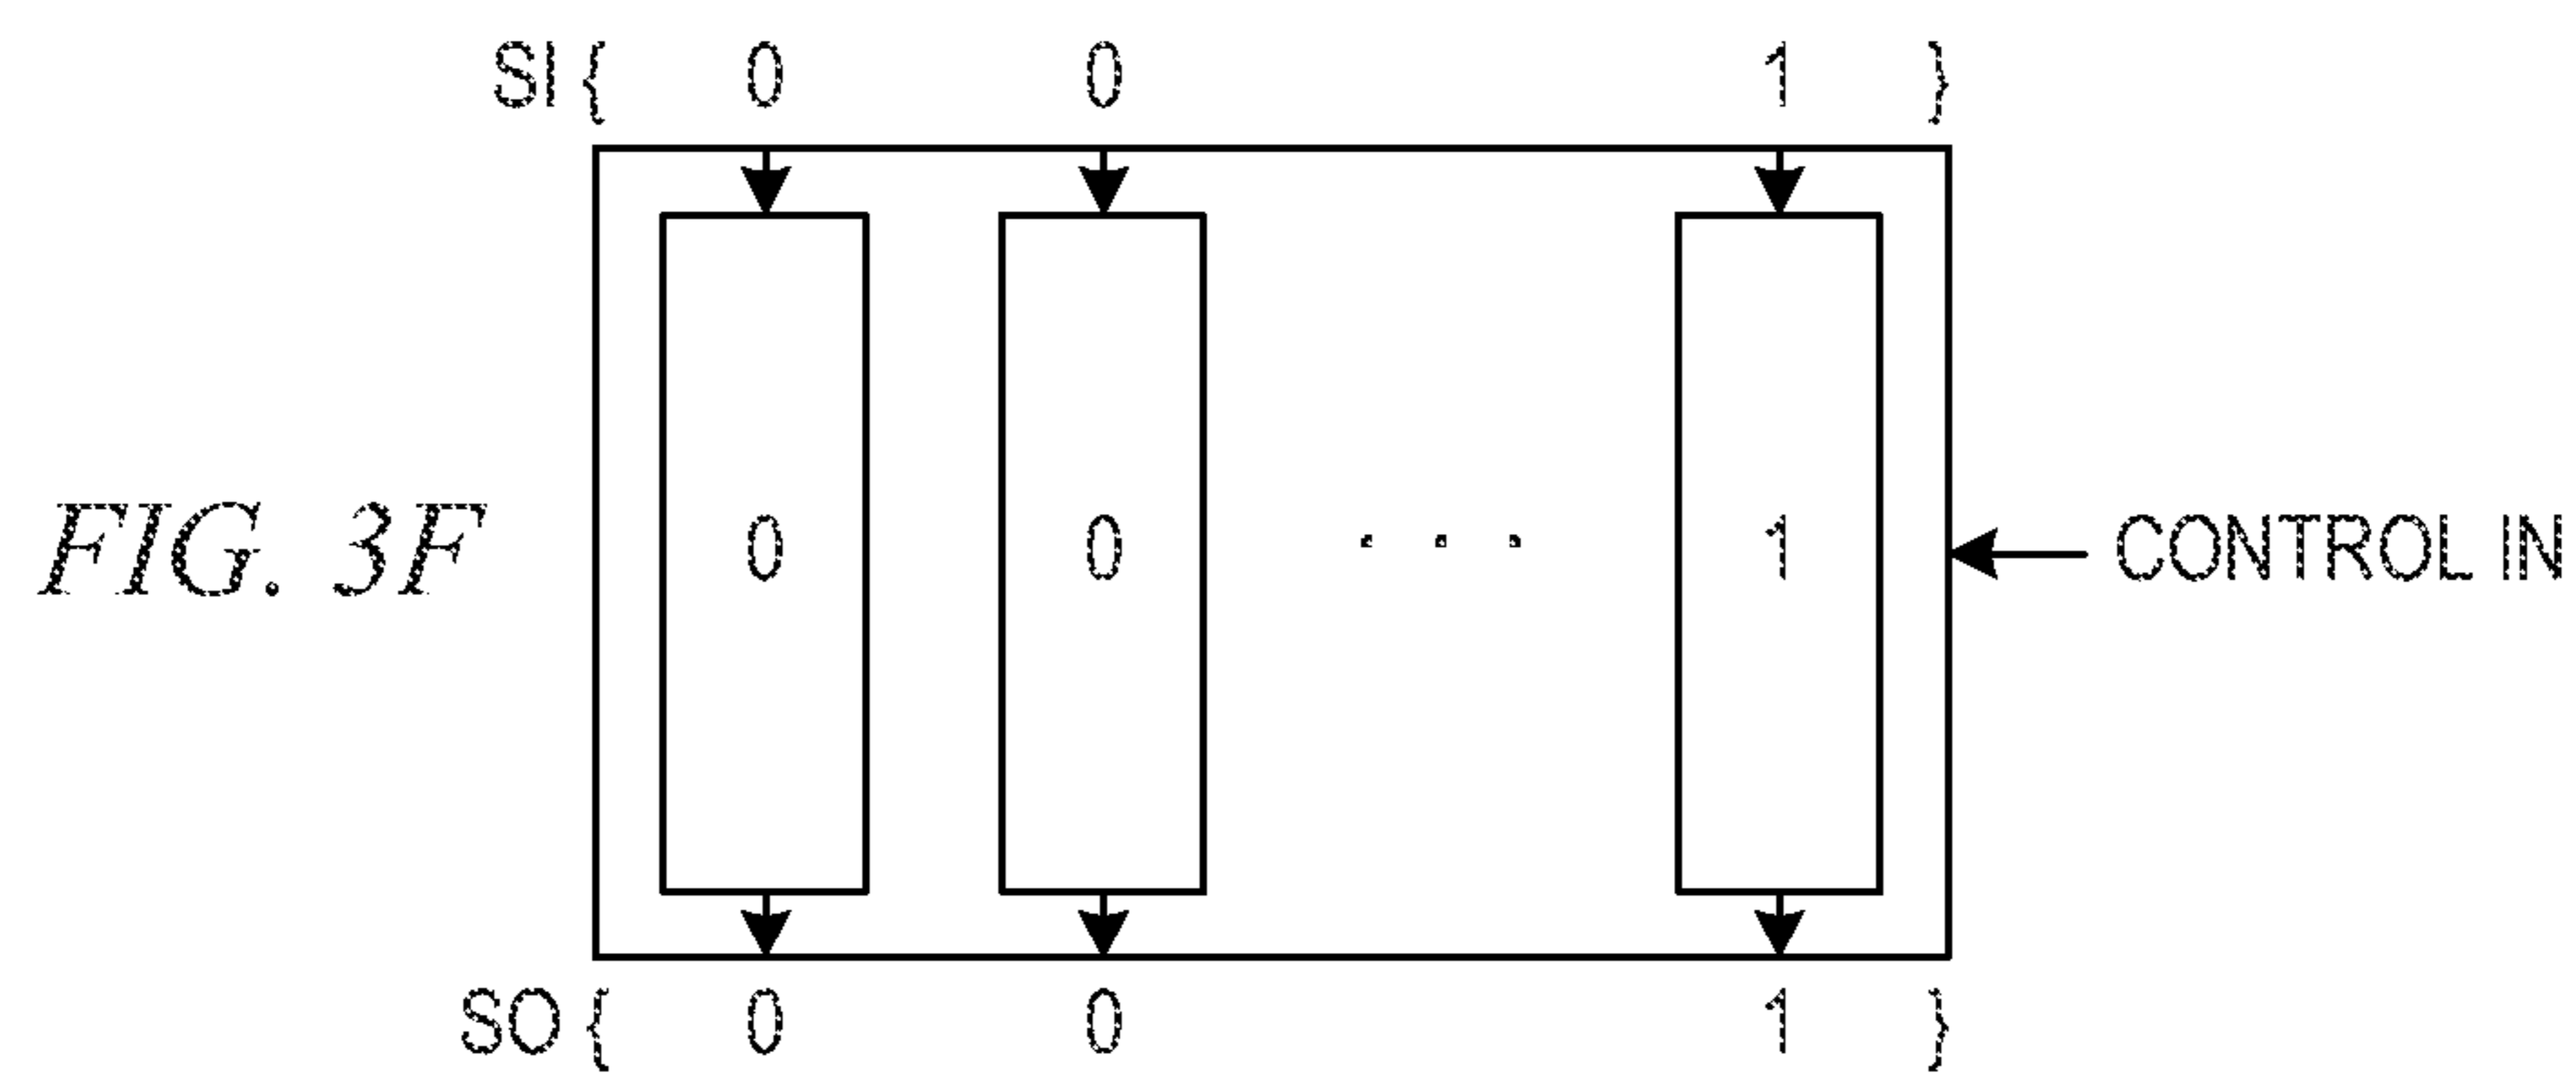 SI { 0 0 1 }
FIG. 3F 0 0 . . . 1 CONTROL IN
SO { 0 0 1 }